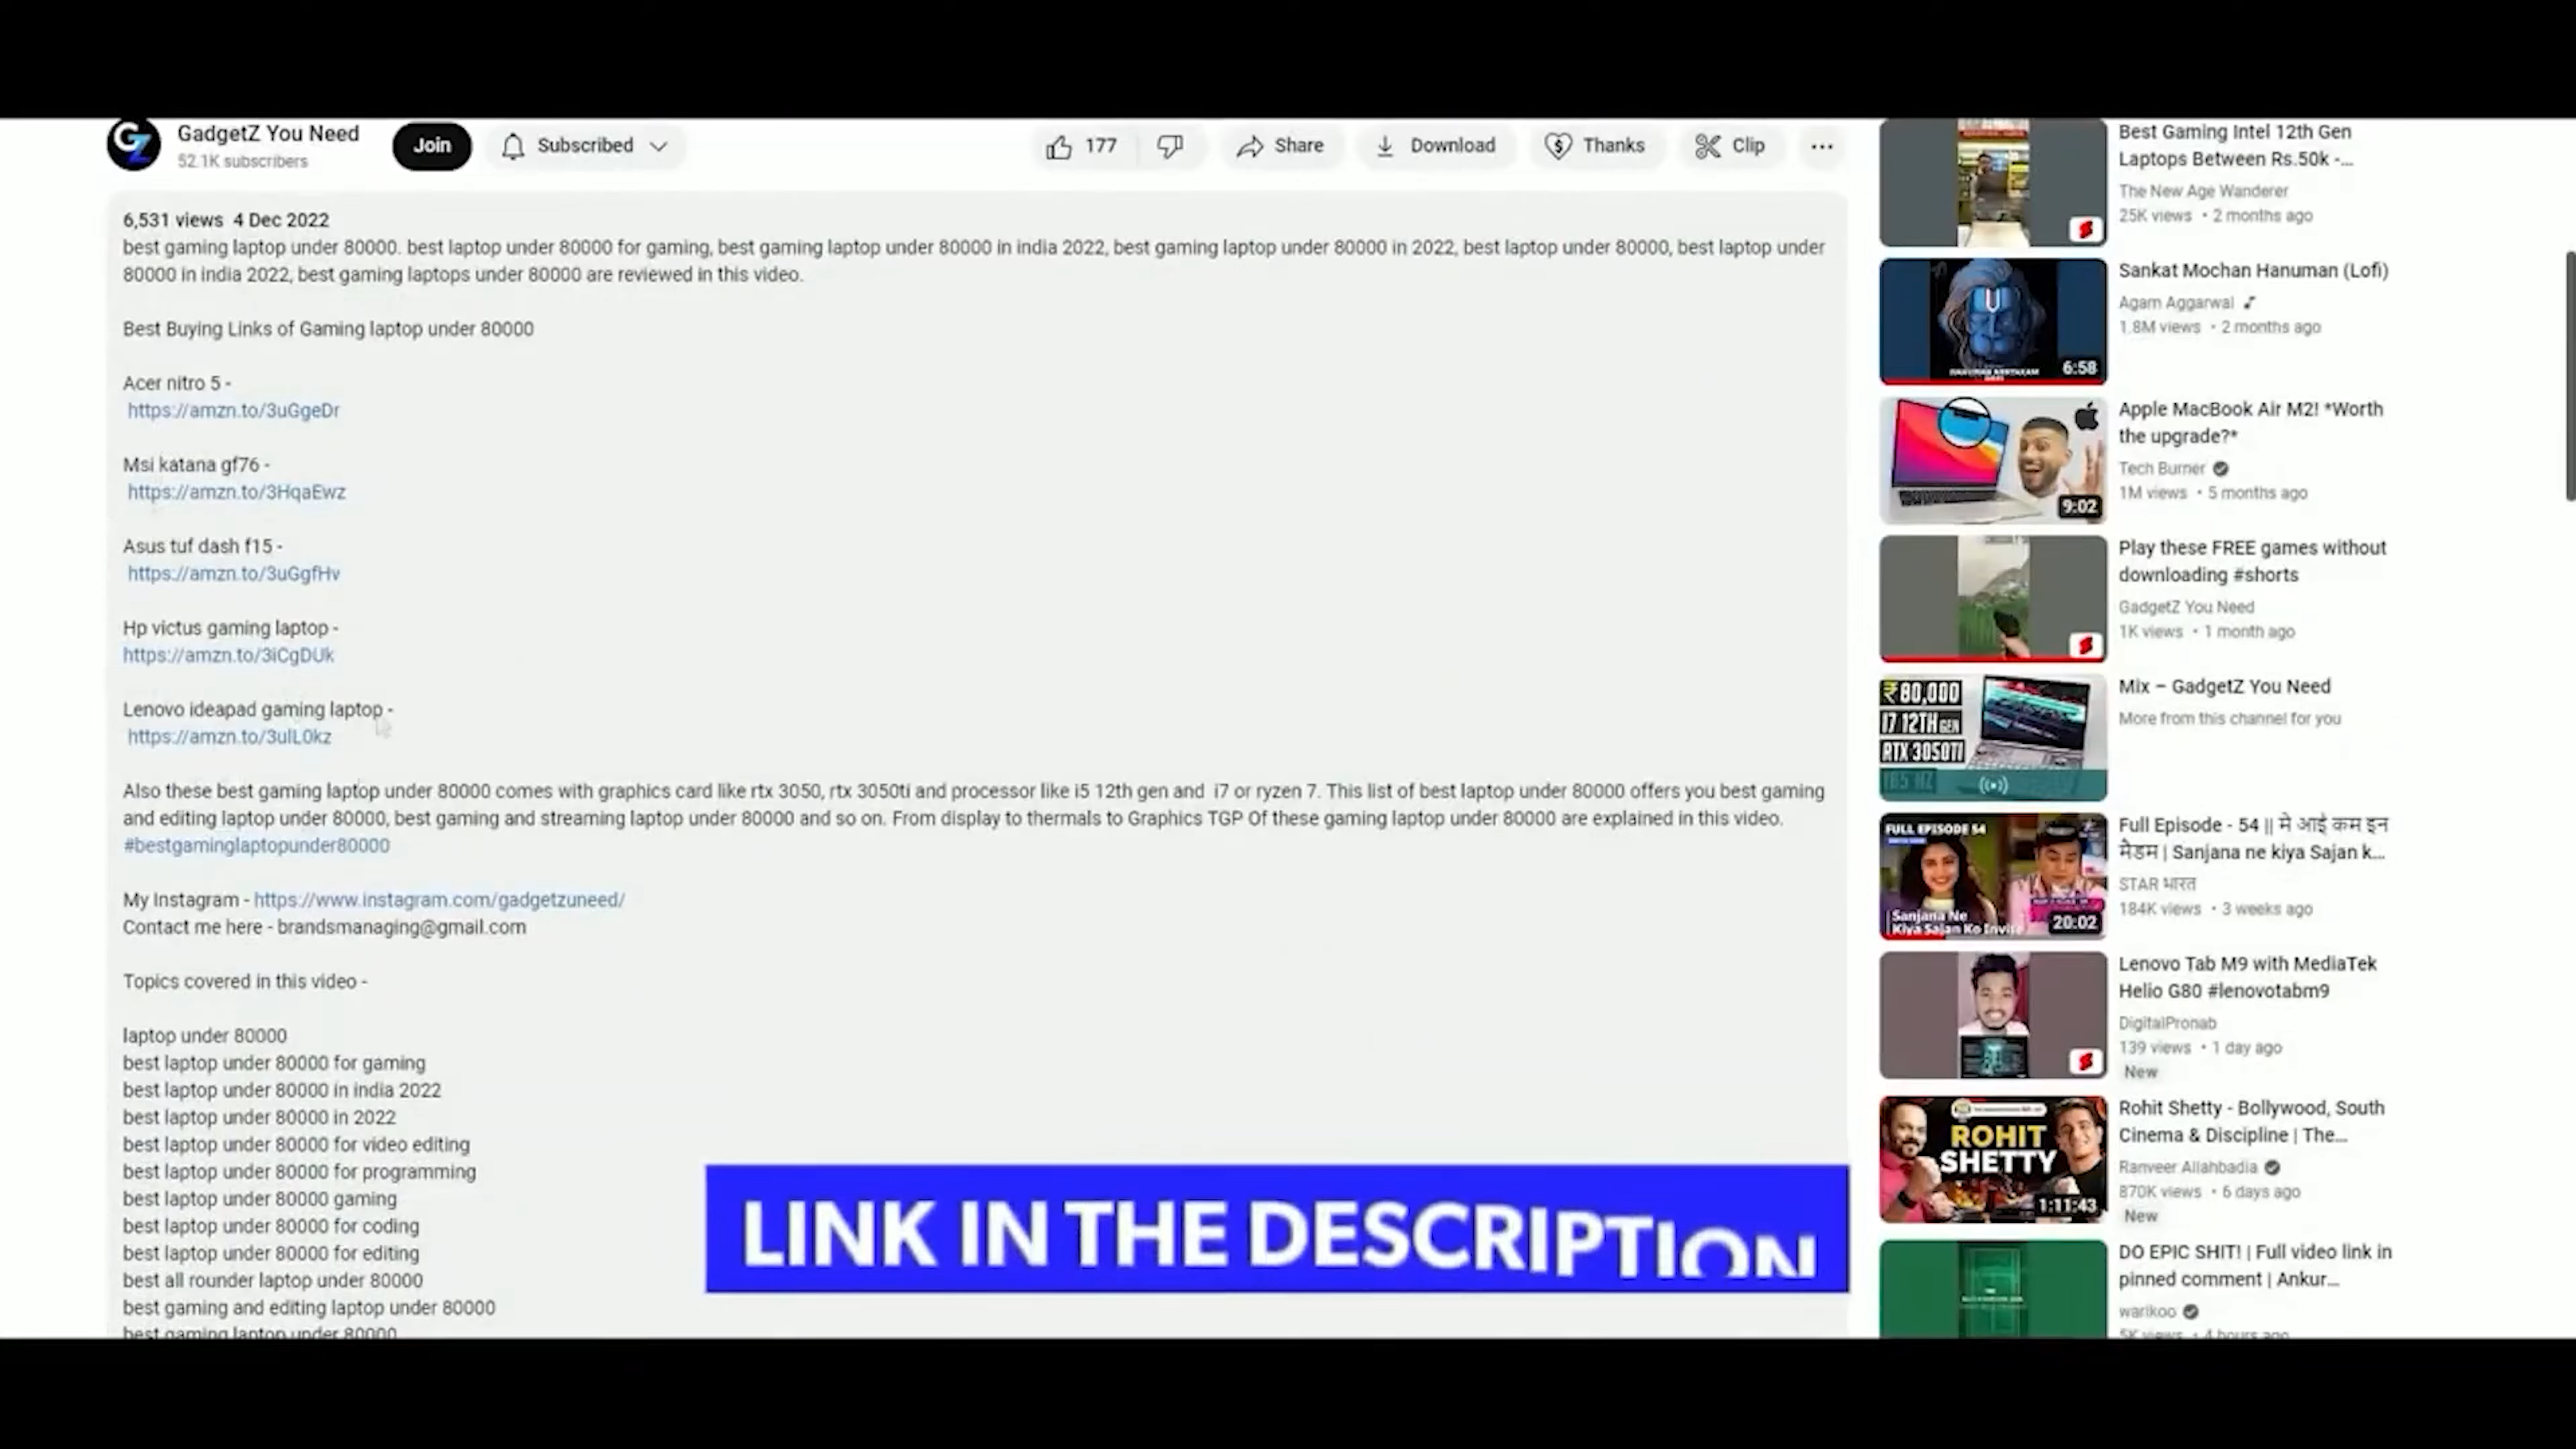 GadgetZ You Need
52.1K subscribers
Join
Subscribed
177
Share
Download
Thanks
Clip
6,531 views 4 Dec 2022
best gaming laptop under 80000. best laptop under 80000 for gaming, best gaming laptop under 80000 in india 2022, best gaming laptop under 80000 in 2022, best laptop under 80000, best laptop under
80000 in india 2022, best gaming laptops under 80000 are reviewed in this video.
Best Buying Links of Gaming laptop under 80000
Acer nitro 5 -
https://amzn.to/3uGgeDr
Msi katana gf76 -
https://amzn.to/3HqaEwz
Asus tuf dash f15 -
https://amzn.to/3uGgfHv
Hp victus gaming laptop -
https://amzn.to/3iCgDUk
Lenovo ideapad gaming laptop -
https://amzn.to/3ulL0kz
Also these best gaming laptop under 80000 comes with graphics card like rtx 3050, rtx 3050ti and processor like i5 12th gen and i7 or ryzen 7. This list of best laptop under 80000 offers you best gaming
and editing laptop under 80000, best gaming and streaming laptop under 80000 and so on. From display to thermals to Graphics TGP Of these gaming laptop under 80000 are explained in this video.
#bestgaminglaptopunder80000
My Instagram - https://www.instagram.com/gadgetzuneed/
Contact me here - brandsmanaging@gmail.com
Topics covered in this video -
laptop under 80000
best laptop under 80000 for gaming
best laptop under 80000 in india 2022
best laptop under 80000 in 2022
best laptop under 80000 for video editing
best laptop under 80000 for programming
best laptop under 80000 gaming
best laptop under 80000 for coding
best laptop under 80000 for editing
best all rounder laptop under 80000
best gaming and editing laptop under 80000
best gaming laptop under 80000
LINK IN THE DESCRIPTION
Best Gaming Intel 12th Gen
Laptops Between Rs.50k -...
The New Age Wanderer
25K views • 2 months ago
6:58
Sankat Mochan Hanuman (Lofi)
Agam Aggarwal
1.8M views • 2 months ago
9:02
Apple MacBook Air M2! *Worth
the upgrade?*
Tech Burner
1M views • 5 months ago
Play these FREE games without
downloading #shorts
GadgetZ You Need
1K views • 1 month ago
₹ 80,000
I7 12TH GEN
RTX 3050TI
165 HZ
Mix – GadgetZ You Need
More from this channel for you
FULL EPISODE 54
Sanjana Ne
Kiya Sajan Ko Invite
20:02
Full Episode - 54 || मे आई कम इन
मैडम | Sanjana ne kiya Sajan k...
STAR भारत
184K views • 3 weeks ago
Lenovo Tab M9 with MediaTek
Helio G80 #lenovotabm9
DigitalPronab
139 views • 1 day ago
New
ROHIT
SHETTY
1:11:43
Rohit Shetty - Bollywood, South
Cinema & Discipline | The...
Ranveer Allahbadia
870K views • 6 days ago
New
DO EPIC SHIT! | Full video link in
pinned comment | Ankur...
warikoo
5K views • 4 hours ago